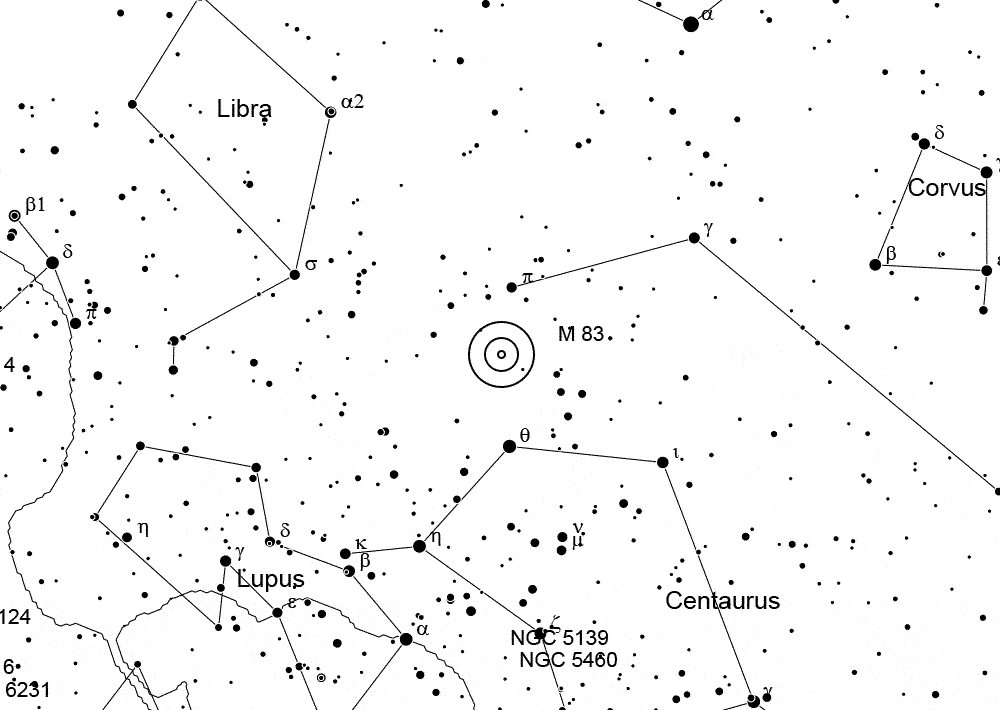 α
Libra
α2
δ
γ
Corvus
β1
γ
δ
β
ε
σ
π
π
M 83
4
θ
ι
η
ν
μ
δ
κ
η
γ
β
Lupus
Centaurus
ε
124
α
ζ
NGC 5139
NGC 5460
6
6231
γ